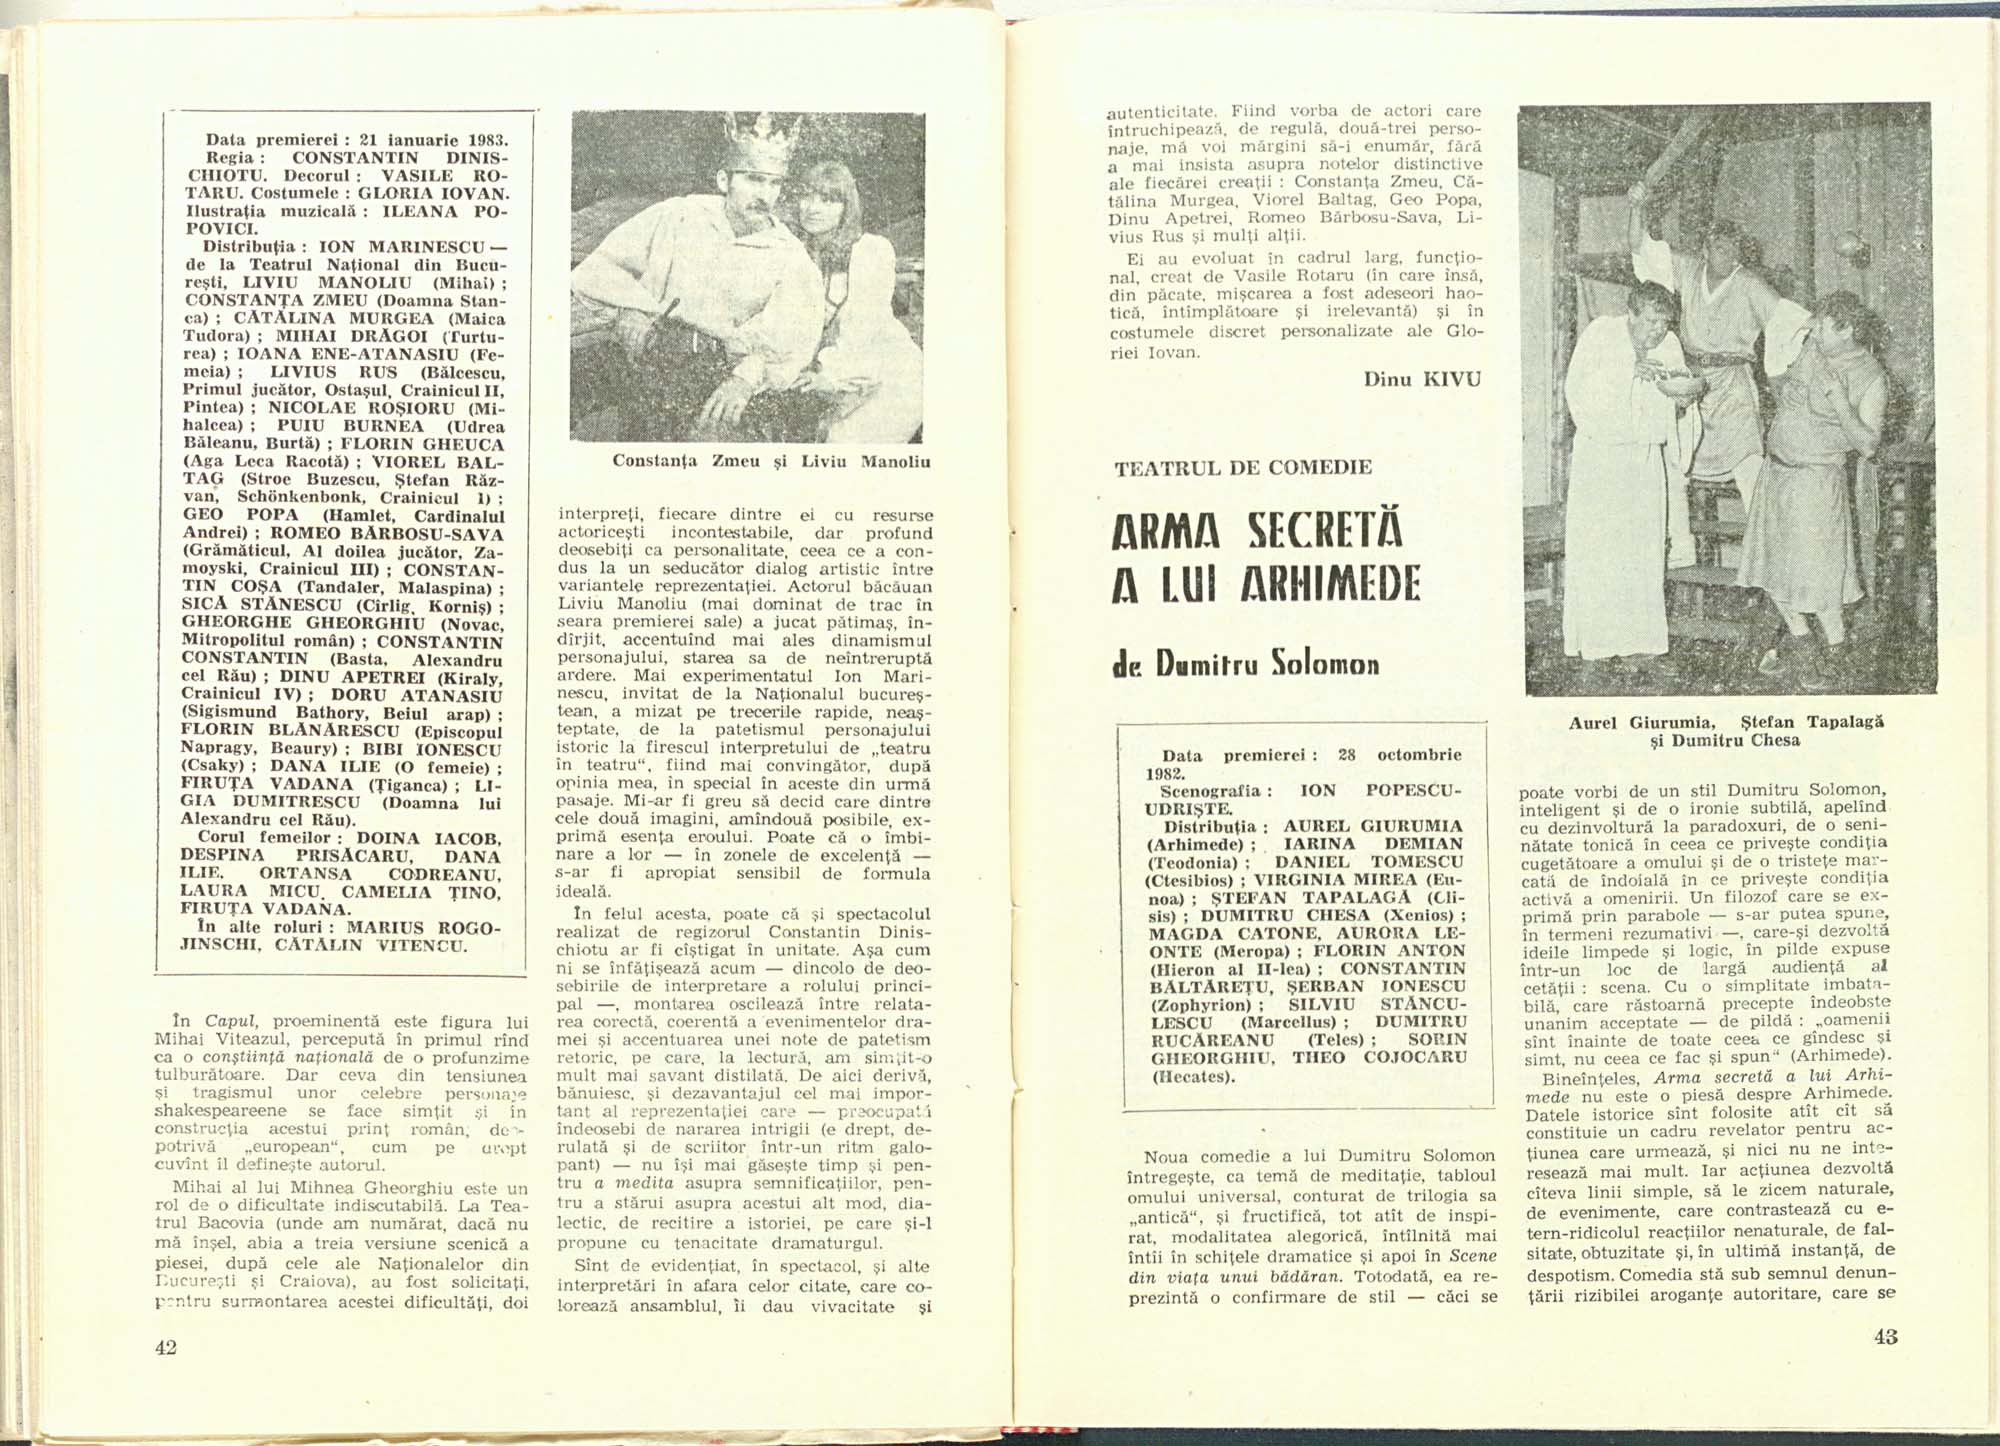 Data premierei : 21 ianuarie 1983.
Regia : CONSTANTIN DINIS-
CHIOTU. Decorul : VASILE RO-
TARU. Costumele : GLORIA IOVAN.
Ilustrația muzicală : ILEANA PO-
POVICI.
Distribuția : ION MARINESCU —
de la Teatrul Național din Bucu-
rești, LIVIU MANOLIU (Mihai) ;
CONSTANȚA ZMEU (Doamna Stan-
ca) ; CĂTĂLINA MURGEA (Maica
Tudora) ; MIHAI DRĂGOI (Turtu-
rea) ; IOANA ENE-ATANASIU (Fe-
meia) ; LIVIUS RUS (Bălcescu,
Primul jucător, Ostașul, Crainicul II,
Pintea) ; NICOLAE ROȘIORU (Mi-
halcea) ; PUIU BURNEA (Udrea
Băleanu, Burtă) ; FLORIN GHEUCA
(Aga Leca Racotă) ; VIOREL BAL-
TAG (Stroe Buzescu, Ștefan Răz-
van, Schönkenbonk, Crainicul I) ;
GEO POPA (Hamlet, Cardinalul
Andrei) ; ROMEO BĂRBOSU-SAVA
(Grămăticul, Al doilea jucător, Za-
moyski, Crainicul III) ; CONSTAN-
TIN COȘA (Tandaler, Malaspina) ;
SICĂ STĂNESCU (Cîrlig, Korniș) ;
GHEORGHE GHEORGHIU (Novac,
Mitropolitul român) ; CONSTANTIN
CONSTANTIN (Basta, Alexandru
cel Rău) ; DINU APETREI (Kiraly,
Crainicul IV) ; DORU ATANASIU
(Sigismund Bathory, Beiul arap) ;
FLORIN BLĂNĂRESCU (Episcopul
Napragy, Beaury) ; BIBI IONESCU
(Csaky) ; DANA ILIE (O femeie) ;
FIRUȚA VADANA (Țiganca) ; LI-
GIA DUMITRESCU (Doamna lui
Alexandru cel Rău).
Corul femeilor : DOINA IACOB,
DESPINA PRISĂCARU, DANA
ILIE, ORTANSA CODREANU,
LAURA MICU, CAMELIA ȚINO,
FIRUȚA VADANA.
În alte roluri : MARIUS ROGO-
JINSCHI, CĂTĂLIN VITENCU.
În Capul, proeminentă este figura lui
Mihai Viteazul, percepută în primul rînd
ca o conștiință națională de o profunzime
tulburătoare. Dar ceva din tensiunea
și tragismul unor celebre personaje
shakespeareene se face simțit și în
construcția acestui prinț român, deo-
potrivă „european“, cum pe drept
cuvînt îl definește autorul.
Mihai al lui Mihnea Gheorghiu este un
rol de o dificultate indiscutabilă. La Tea-
trul Bacovia (unde am numărat, dacă nu
mă înșel, abia a treia versiune scenică a
piesei, după cele ale Naționalelor din
București și Craiova), au fost solicitați,
pentru surmontarea acestei dificultăți, doi
42
Constanța Zmeu și Liviu Manoliu
interpreți, fiecare dintre ei cu resurse
actoricești incontestabile, dar profund
deosebiți ca personalitate, ceea ce a con-
dus la un seducător dialog artistic între
variantele reprezentației. Actorul băcăuan
Liviu Manoliu (mai dominat de trac în
seara premierei sale) a jucat pătimaș, în-
dîrjit, accentuînd mai ales dinamismul
personajului, starea sa de neîntreruptă
ardere. Mai experimentatul Ion Mari-
nescu, invitat de la Naționalul bucureș-
tean, a mizat pe trecerile rapide, neaș-
teptate, de la patetismul personajului
istoric la firescul interpretului de „teatru
în teatru“, fiind mai convingător, după
opinia mea, în special în aceste din urmă
pasaje. Mi-ar fi greu să decid care dintre
cele două imagini, amîndouă posibile, ex-
primă esența eroului. Poate că o îmbi-
nare a lor — în zonele de excelență —
s-ar fi apropiat sensibil de formula
ideală.
În felul acesta, poate că și spectacolul
realizat de regizorul Constantin Dinis-
chiotu ar fi cîștigat în unitate. Așa cum
ni se înfățișează acum — dincolo de deo-
sebirile de interpretare a rolului princi-
pal —, montarea oscilează între relata-
rea corectă, coerentă a evenimentelor dra-
mei și accentuarea unei note de patetism
retoric, pe care, la lectură, am simțit-o
mult mai savant distilată. De aici derivă,
bănuiesc, și dezavantajul cel mai impor-
tant al reprezentației care — preocupată
îndeosebi de nararea intrigii (e drept, de-
rulată și de scriitor într-un ritm galo-
pant) — nu își mai găsește timp și pen-
tru a medita asupra semnificațiilor, pen-
tru a stărui asupra acestui alt mod, dia-
lectic, de recitire a istoriei, pe care și-l
propune cu tenacitate dramaturgul.
Sînt de evidențiat, în spectacol, și alte
interpretări în afara celor citate, care co-
lorează ansamblul, îi dau vivacitate și
autenticitate. Fiind vorba de actori care
întruchipează, de regulă, două-trei perso-
naje, mă voi mărgini să-i enumăr, fără
a mai insista asupra notelor distinctive
ale fiecărei creații : Constanța Zmeu, Că-
tălina Murgea, Viorel Baltag, Geo Popa,
Dinu Apetrei, Romeo Bărbosu-Sava, Li-
vius Rus și mulți alții.
Ei au evoluat în cadrul larg, funcțio-
nal, creat de Vasile Rotaru (în care însă,
din păcate, mișcarea a fost adeseori hao-
tică, întîmplătoare și irelevantă) și în
costumele discret personalizate ale Glo-
riei Iovan.
Dinu KIVU
TEATRUL DE COMEDIE
ARMA SECRETĂ
A LUI ARHIMEDE
de Dumitru Solomon
Data premierei : 28 octombrie
1982.
Scenografia : ION POPESCU-
UDRIȘTE.
Distribuția : AUREL GIURUMIA
(Arhimede) ; IARINA DEMIAN
(Teodonia) ; DANIEL TOMESCU
(Ctesibios) ; VIRGINIA MIREA (Eu-
noa) ; ȘTEFAN TAPALAGĂ (Cli-
sis) ; DUMITRU CHESA (Xenios) ;
MAGDA CATONE, AURORA LE-
ONTE (Meropa) ; FLORIN ANTON
(Hieron al II-lea) ; CONSTANTIN
BĂLTĂREȚU, ȘERBAN IONESCU
(Zophyrion) ; SILVIU STĂNCU-
LESCU (Marcellus) ; DUMITRU
RUCĂREANU (Teles) ; SORIN
GHEORGHIU, THEO COJOCARU
(Hecates).
Noua comedie a lui Dumitru Solomon
întregește, ca temă de meditație, tabloul
omului universal, conturat de trilogia sa
„antică“, și fructifică, tot atît de inspi-
rat, modalitatea alegorică, întîlnită mai
întîi în schițele dramatice și apoi în Scene
din viața unui bădăran. Totodată, ea re-
prezintă o confirmare de stil — căci se
Aurel Giurumia, Ștefan Tapalagă
și Dumitru Chesa
poate vorbi de un stil Dumitru Solomon,
inteligent și de o ironie subtilă, apelînd
cu dezinvoltură la paradoxuri, de o seni-
nătate tonică în ceea ce privește condiția
cugetătoare a omului și de o tristețe mar-
cată de îndoială în ce privește condiția
activă a omenirii. Un filozof care se ex-
primă prin parabole — s-ar putea spune,
în termeni rezumativi —, care-și dezvoltă
ideile limpede și logic, în pilde expuse
într-un loc de largă audiență al
cetății : scena. Cu o simplitate imbata-
bilă, care răstoarnă precepte îndeobște
unanim acceptate — de pildă : „oamenii
sînt înainte de toate ceea ce gîndesc și
simt, nu ceea ce fac și spun“ (Arhimede).
Bineînțeles, Arma secretă a lui Arhi-
mede nu este o piesă despre Arhimede.
Datele istorice sînt folosite atît cît să
constituie un cadru revelator pentru ac-
țiunea care urmează, și nici nu ne inte-
resează mai mult. Iar acțiunea dezvoltă
cîteva linii simple, să le zicem naturale,
de evenimente, care contrastează cu e-
tern-ridicolul reacțiilor nenaturale, de fal-
sitate, obtuzitate și, în ultimă instanță, de
despotism. Comedia stă sub semnul denun-
țării rizibilei aroganțe autoritare, care se
43